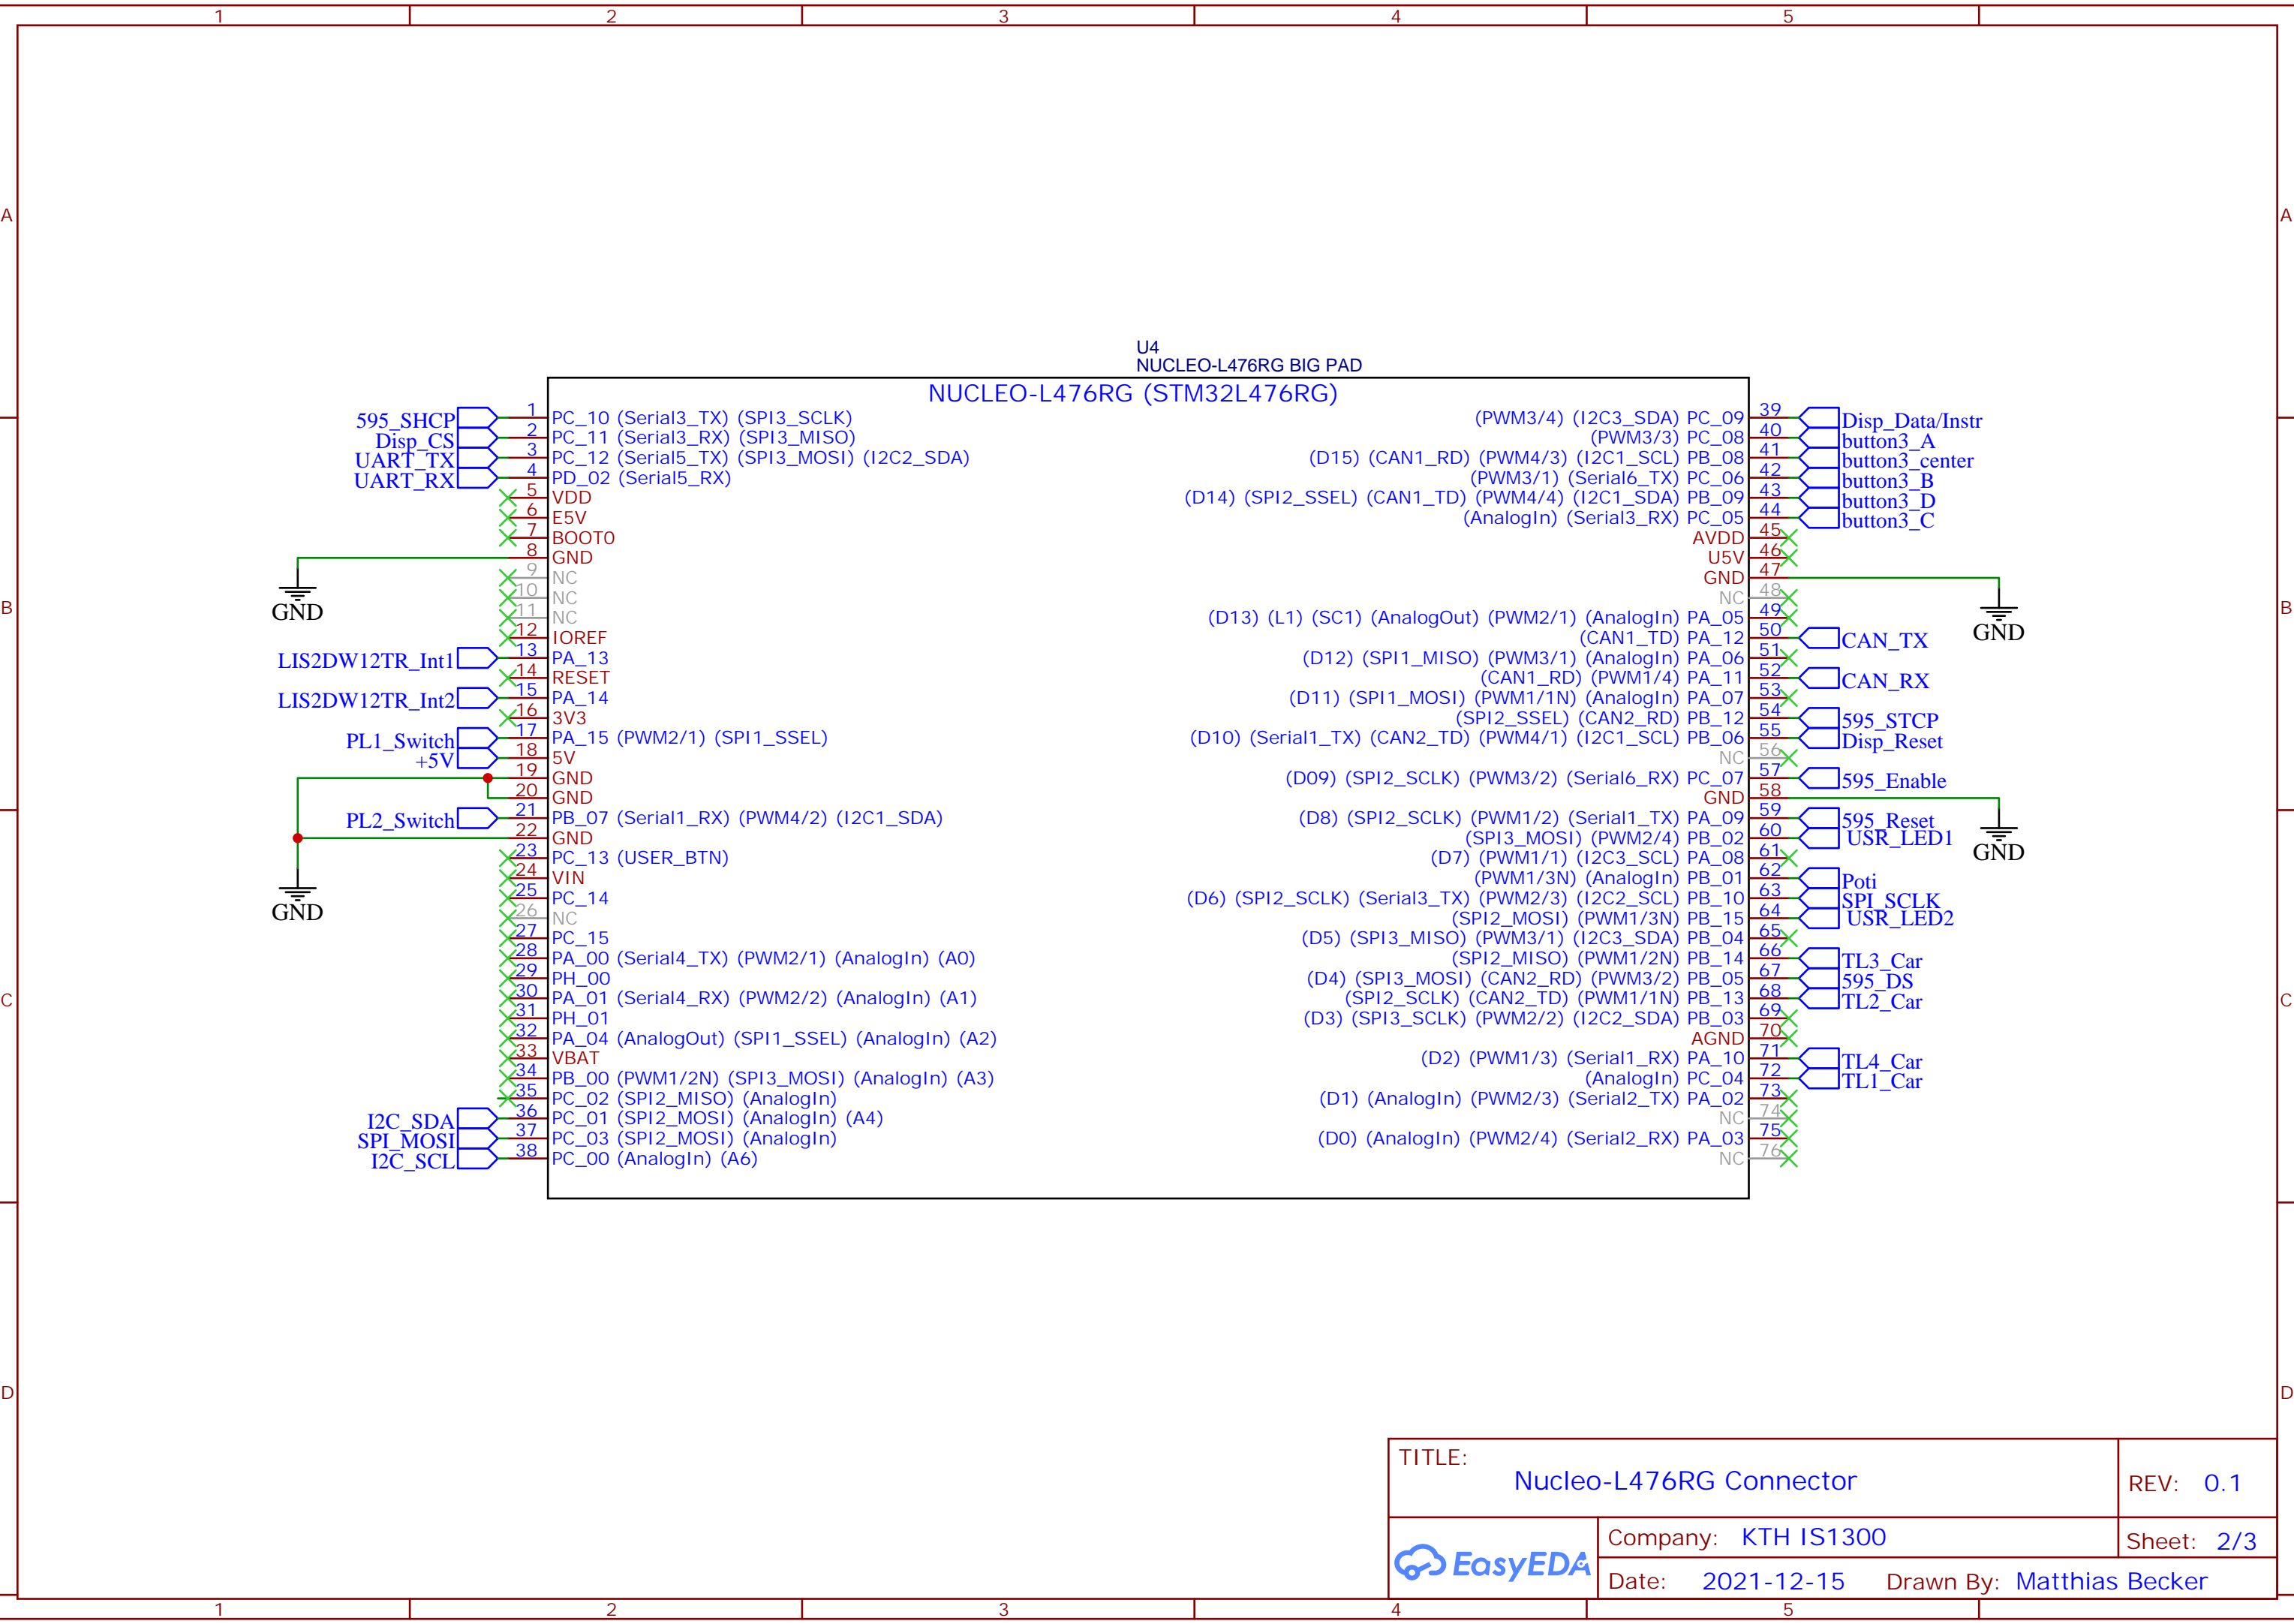 1 2 3 4 5
A A
B B
C C
D D
U4
NUCLEO-L476RG BIG PAD
NUCLEO-L476RG (STM32L476RG)
595_SHCP 1 PC_10 (Serial3_TX) (SPI3_SCLK)
Disp_CS 2 PC_11 (Serial3_RX) (SPI3_MISO)
UART_TX 3 PC_12 (Serial5_TX) (SPI3_MOSI) (I2C2_SDA)
UART_RX 4 PD_02 (Serial5_RX)
5 VDD
6 E5V
7 BOOT0
8 GND
9 NC
10 NC
11 NC
GND
12 IOREF
LIS2DW12TR_Int1 13 PA_13
14 RESET
LIS2DW12TR_Int2 15 PA_14
16 3V3
PL1_Switch 17 PA_15 (PWM2/1) (SPI1_SSEL)
+5V 18 5V
19 GND
20 GND
PL2_Switch 21 PB_07 (Serial1_RX) (PWM4/2) (I2C1_SDA)
22 GND
23 PC_13 (USER_BTN)
24 VIN
25 PC_14
GND
26 NC
27 PC_15
28 PA_00 (Serial4_TX) (PWM2/1) (AnalogIn) (A0)
29 PH_00
30 PA_01 (Serial4_RX) (PWM2/2) (AnalogIn) (A1)
31 PH_01
32 PA_04 (AnalogOut) (SPI1_SSEL) (AnalogIn) (A2)
33 VBAT
34 PB_00 (PWM1/2N) (SPI3_MOSI) (AnalogIn) (A3)
35 PC_02 (SPI2_MISO) (AnalogIn)
I2C_SDA 36 PC_01 (SPI2_MOSI) (AnalogIn) (A4)
SPI_MOSI 37 PC_03 (SPI2_MOSI) (AnalogIn)
I2C_SCL 38 PC_00 (AnalogIn) (A6)
(PWM3/4) (I2C3_SDA) PC_09 39 Disp_Data/Instr
(PWM3/3) PC_08 40 button3_A
(D15) (CAN1_RD) (PWM4/3) (I2C1_SCL) PB_08 41 button3_center
(PWM3/1) (Serial6_TX) PC_06 42 button3_B
(D14) (SPI2_SSEL) (CAN1_TD) (PWM4/4) (I2C1_SDA) PB_09 43 button3_D
(AnalogIn) (Serial3_RX) PC_05 44 button3_C
AVDD 45
U5V 46
GND 47
NC 48
(D13) (L1) (SC1) (AnalogOut) (PWM2/1) (AnalogIn) PA_05 49
GND
(CAN1_TD) PA_12 50 CAN_TX
(D12) (SPI1_MISO) (PWM3/1) (AnalogIn) PA_06 51
(CAN1_RD) (PWM1/4) PA_11 52 CAN_RX
(D11) (SPI1_MOSI) (PWM1/1N) (AnalogIn) PA_07 53
(SPI2_SSEL) (CAN2_RD) PB_12 54 595_STCP
(D10) (Serial1_TX) (CAN2_TD) (PWM4/1) (I2C1_SCL) PB_06 55 Disp_Reset
NC 56
(D09) (SPI2_SCLK) (PWM3/2) (Serial6_RX) PC_07 57 595_Enable
GND 58
(D8) (SPI2_SCLK) (PWM1/2) (Serial1_TX) PA_09 59 595_Reset
(SPI3_MOSI) (PWM2/4) PB_02 60 USR_LED1
GND
(D7) (PWM1/1) (I2C3_SCL) PA_08 61
(PWM1/3N) (AnalogIn) PB_01 62 Poti
(D6) (SPI2_SCLK) (Serial3_TX) (PWM2/3) (I2C2_SCL) PB_10 63 SPI_SCLK
(SPI2_MOSI) (PWM1/3N) PB_15 64 USR_LED2
(D5) (SPI3_MISO) (PWM3/1) (I2C3_SDA) PB_04 65
(SPI2_MISO) (PWM1/2N) PB_14 66 TL3_Car
(D4) (SPI3_MOSI) (CAN2_RD) (PWM3/2) PB_05 67 595_DS
(SPI2_SCLK) (CAN2_TD) (PWM1/1N) PB_13 68 TL2_Car
(D3) (SPI3_SCLK) (PWM2/2) (I2C2_SDA) PB_03 69
AGND 70
(D2) (PWM1/3) (Serial1_RX) PA_10 71 TL4_Car
(AnalogIn) PC_04 72 TL1_Car
(D1) (AnalogIn) (PWM2/3) (Serial2_TX) PA_02 73
NC 74
(D0) (AnalogIn) (PWM2/4) (Serial2_RX) PA_03 75
NC 76
TITLE:
Nucleo-L476RG Connector
REV: 0.1
EasyEDA
Company: KTH IS1300
Sheet: 2/3
Date: 2021-12-15 Drawn By: Matthias Becker
1 2 3 4 5